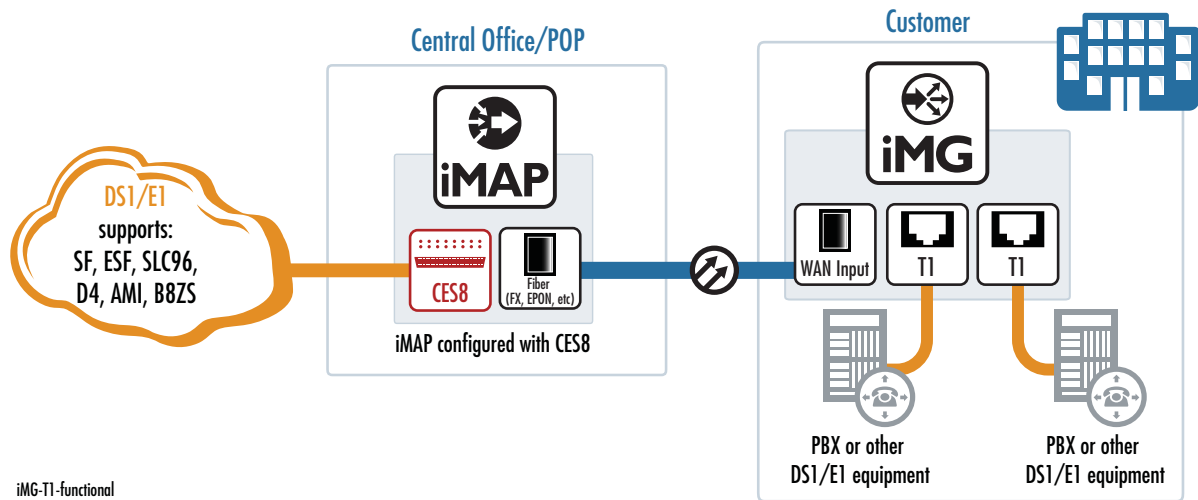 Central Office/POP
Customer
iMAP
iMG
DS1/E1
supports:
SF, ESF, SLC96,
D4, AMI, B8ZS
CES8
Fiber
(FX, EPON, etc)
WAN Input
T1
T1
iMAP configured with CES8
PBX or other
DS1/E1 equipment
PBX or other
DS1/E1 equipment
iMG-T1-functional